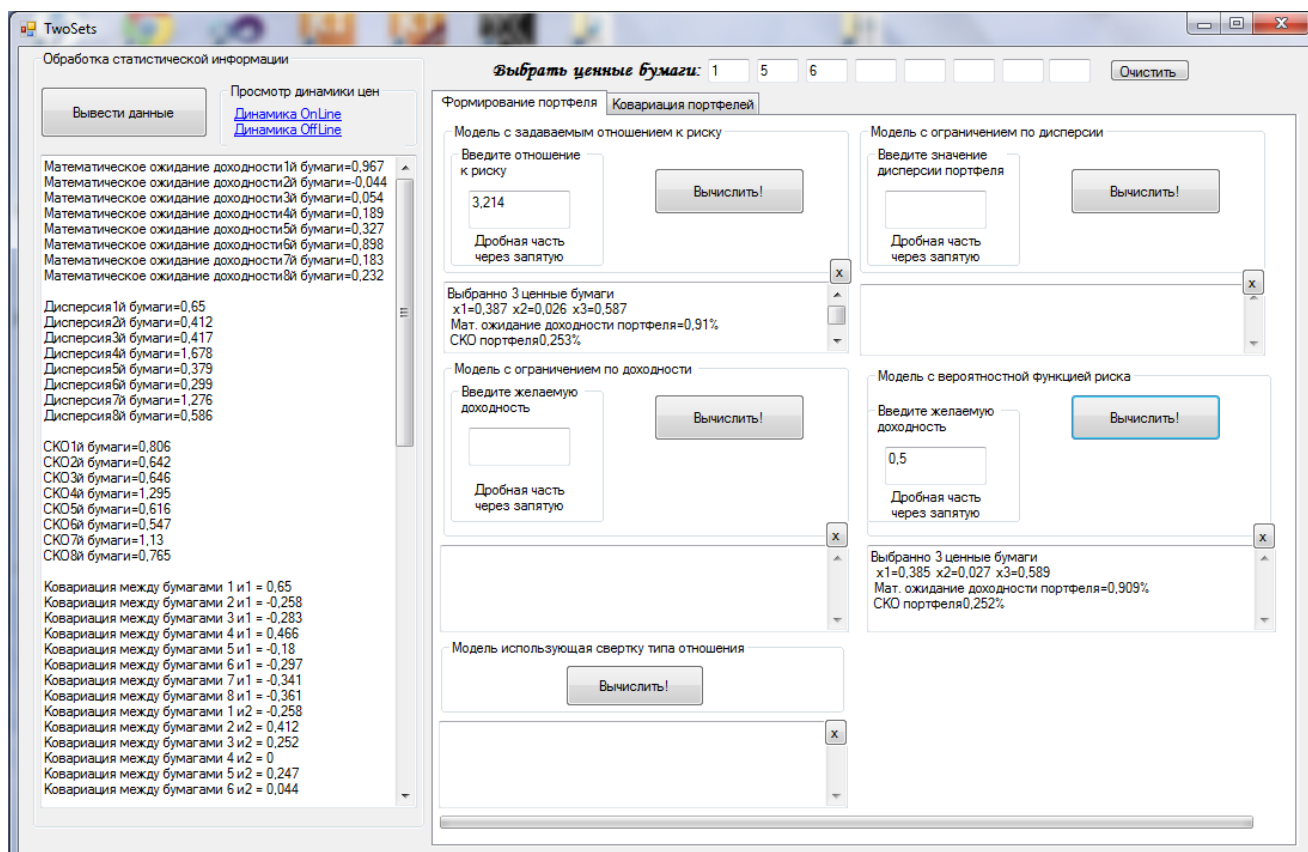 TwoSets
Обработка статистической информации
Вывести данные
Просмотр динамики цен
Динамика OnLine
Динамика OffLine
Математическое ожидание доходности1й бумаги=0,967
Математическое ожидание доходности2й бумаги=-0,044
Математическое ожидание доходности3й бумаги=0,054
Математическое ожидание доходности4й бумаги=0,189
Математическое ожидание доходности5й бумаги=0,327
Математическое ожидание доходности6й бумаги=0,898
Математическое ожидание доходности7й бумаги=0,183
Математическое ожидание доходности8й бумаги=0,232
Дисперсия1й бумаги=0,65
Дисперсия2й бумаги=0,412
Дисперсия3й бумаги=0,417
Дисперсия4й бумаги=1,678
Дисперсия5й бумаги=0,379
Дисперсия6й бумаги=0,299
Дисперсия7й бумаги=1,276
Дисперсия8й бумаги=0,586
СКО1й бумаги=0,806
СКО2й бумаги=0,642
СКО3й бумаги=0,646
СКО4й бумаги=1,295
СКО5й бумаги=0,616
СКО6й бумаги=0,547
СКО7й бумаги=1,13
СКО8й бумаги=0,765
Ковариация между бумагами 1 и1 = 0,65
Ковариация между бумагами 2 и1 = -0,258
Ковариация между бумагами 3 и1 = -0,283
Ковариация между бумагами 4 и1 = 0,466
Ковариация между бумагами 5 и1 = -0,18
Ковариация между бумагами 6 и1 = -0,297
Ковариация между бумагами 7 и1 = -0,341
Ковариация между бумагами 8 и1 = -0,361
Ковариация между бумагами 1 и2 = -0,258
Ковариация между бумагами 2 и2 = 0,412
Ковариация между бумагами 3 и2 = 0,252
Ковариация между бумагами 4 и2 = 0
Ковариация между бумагами 5 и2 = 0,247
Ковариация между бумагами 6 и2 = 0,044
Выбрать ценные бумаги: 1 5 6
Очистить
Формирование портфеля
Ковариация портфелей
Модель с задаваемым отношением к риску
Введите отношение
к риску
3,214
Дробная часть
через запятую
Вычислить!
x
Выбранно 3 ценные бумаги
x1=0,387 x2=0,026 x3=0,587
Мат. ожидание доходности портфеля=0,91%
СКО портфеля0,253%
Модель с ограничением по дисперсии
Введите значение
дисперсии портфеля
Дробная часть
через запятую
Вычислить!
x
Модель с ограничением по доходности
Введите желаемую
доходность
Дробная часть
через запятую
Вычислить!
x
Модель с вероятностной функцией риска
Введите желаемую
доходность
0,5
Дробная часть
через запятую
Вычислить!
x
Выбранно 3 ценные бумаги
x1=0,385 x2=0,027 x3=0,589
Мат. ожидание доходности портфеля=0,909%
СКО портфеля0,252%
Модель использующая свертку типа отношения
Вычислить!
x